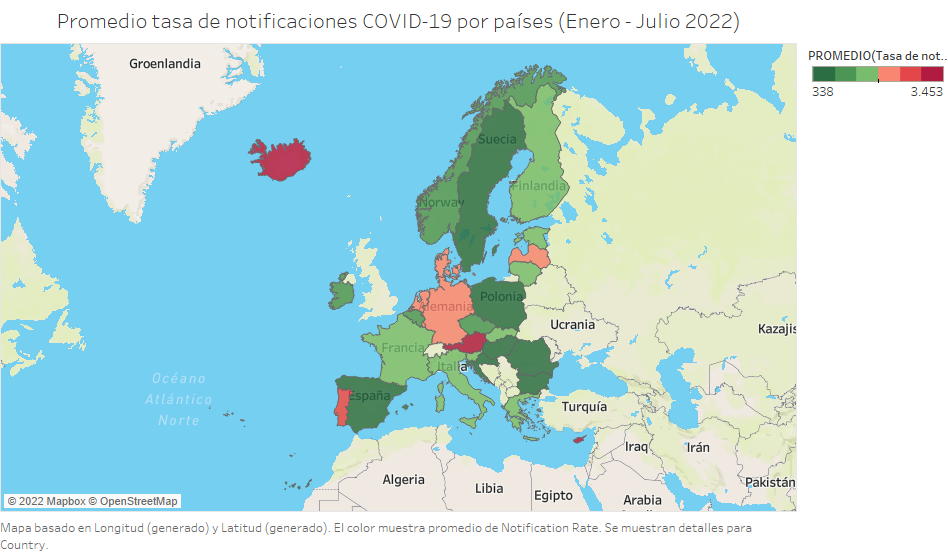 Promedio tasa de notificaciones COVID-19 por países (Enero - Julio 2022)
PROMEDIO(Tasa de not..
338 3.453
Groenlandia
Suecia
Finlandia
Norway
Polonia
Alemania
Ucrania
Kazajis
Francia
Italia
Océano
Atlántico
Norte
España
Turquía
Iraq
Irán
Argelia
Libia
Egipto
Arabia
Pakistán
© 2022 Mapbox © OpenStreetMap
Mapa basado en Longitud (generado) y Latitud (generado). El color muestra promedio de Notification Rate. Se muestran detalles para
Country.